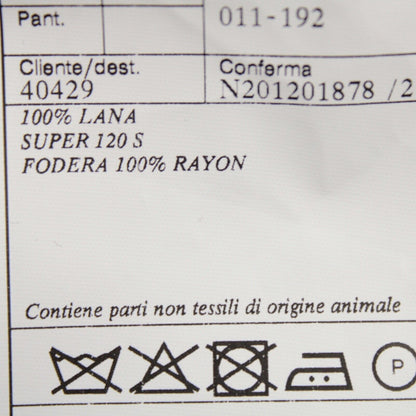 Pant. 011-192
Cliente/dest. Conferma
40429 N201201878 /2
100% LANA
SUPER 120 S
FODERA 100% RAYON
Contiene parti non tessili di origine animale
P